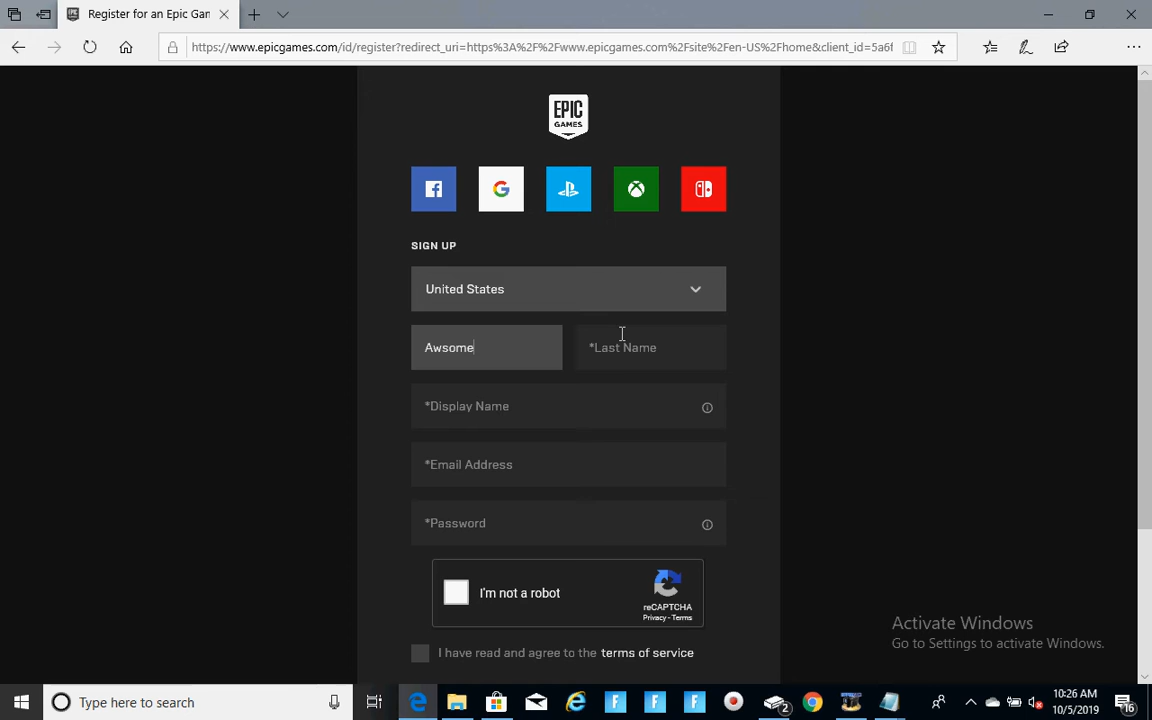 Register for an Epic Gan
https://www.epicgames.com/id/register?redirect_uri=https%3A%2F%2Fwww.epicgames.com%2Fsite%2Fen-US%2Fhome&client_id=5a6f
EPIC
GAMES
SIGN UP
United States
Awsome
*Last Name
*Display Name
*Email Address
*Password
I'm not a robot
reCAPTCHA
Privacy - Terms
I have read and agree to the terms of service
Activate Windows
Go to Settings to activate Windows.
Type here to search
2
10:26 AM
10/5/2019
16